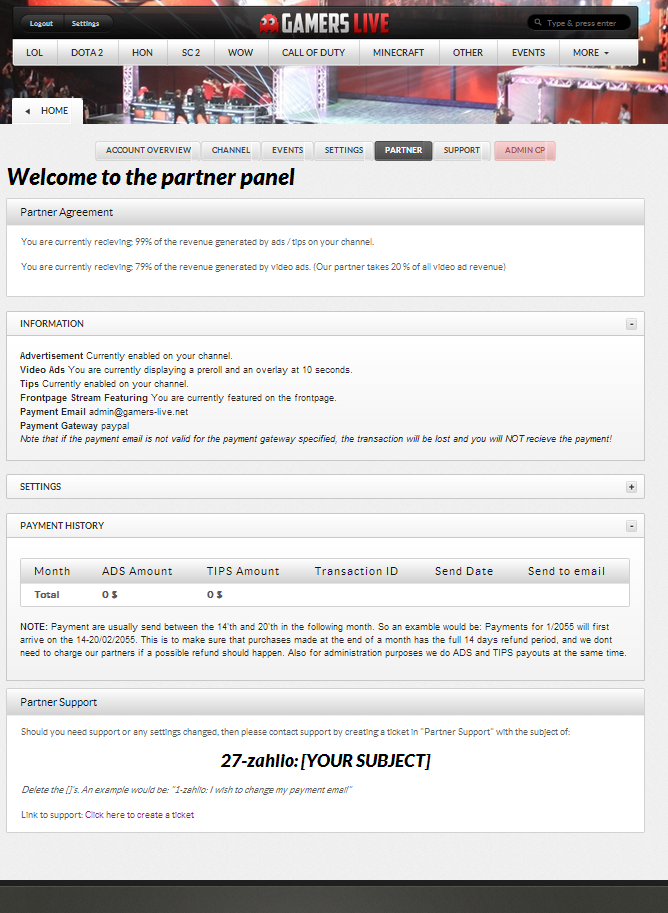 Logout Settings GAMERS LIVE Type & press enter
LOL DOTA 2 HON SC 2 WOW CALL OF DUTY MINECRAFT OTHER EVENTS MORE
HOME
ACCOUNT OVERVIEW CHANNEL EVENTS SETTINGS PARTNER SUPPORT ADMIN CP
Welcome to the partner panel
Partner Agreement
You are currently recieving: 99% of the revenue generated by ads / tips on your channel.
You are currently recieving: 79% of the revenue generated by video ads. (Our partner takes 20 % of all video ad revenue)
INFORMATION -
Advertisement Currently enabled on your channel.
Video Ads You are currently displaying a preroll and an overlay at 10 seconds.
Tips Currently enabled on your channel.
Frontpage Stream Featuring You are currently featured on the frontpage.
Payment Email admin@gamers-live.net
Payment Gateway paypal
Note that if the payment email is not valid for the payment gateway specified, the transaction will be lost and you will NOT recieve the payment!
SETTINGS +
PAYMENT HISTORY -
Month ADS Amount TIPS Amount Transaction ID Send Date Send to email
Total 0 $ 0 $
NOTE: Payment are usually send between the 14'th and 20'th in the following month. So an examble would be: Payments for 1/2055 will first
arrive on the 14-20/02/2055. This is to make sure that purchases made at the end of a month has the full 14 days refund period, and we dont
need to charge our partners if a possible refund should happen. Also for administration purposes we do ADS and TIPS payouts at the same time.
Partner Support
Should you need support or any settings changed, then please contact support by creating a ticket in "Partner Support" with the subject of:
27-zahlio: [YOUR SUBJECT]
Delete the []'s. An example would be: "1-zahlio: I wish to change my payment email"
Link to support: Click here to create a ticket